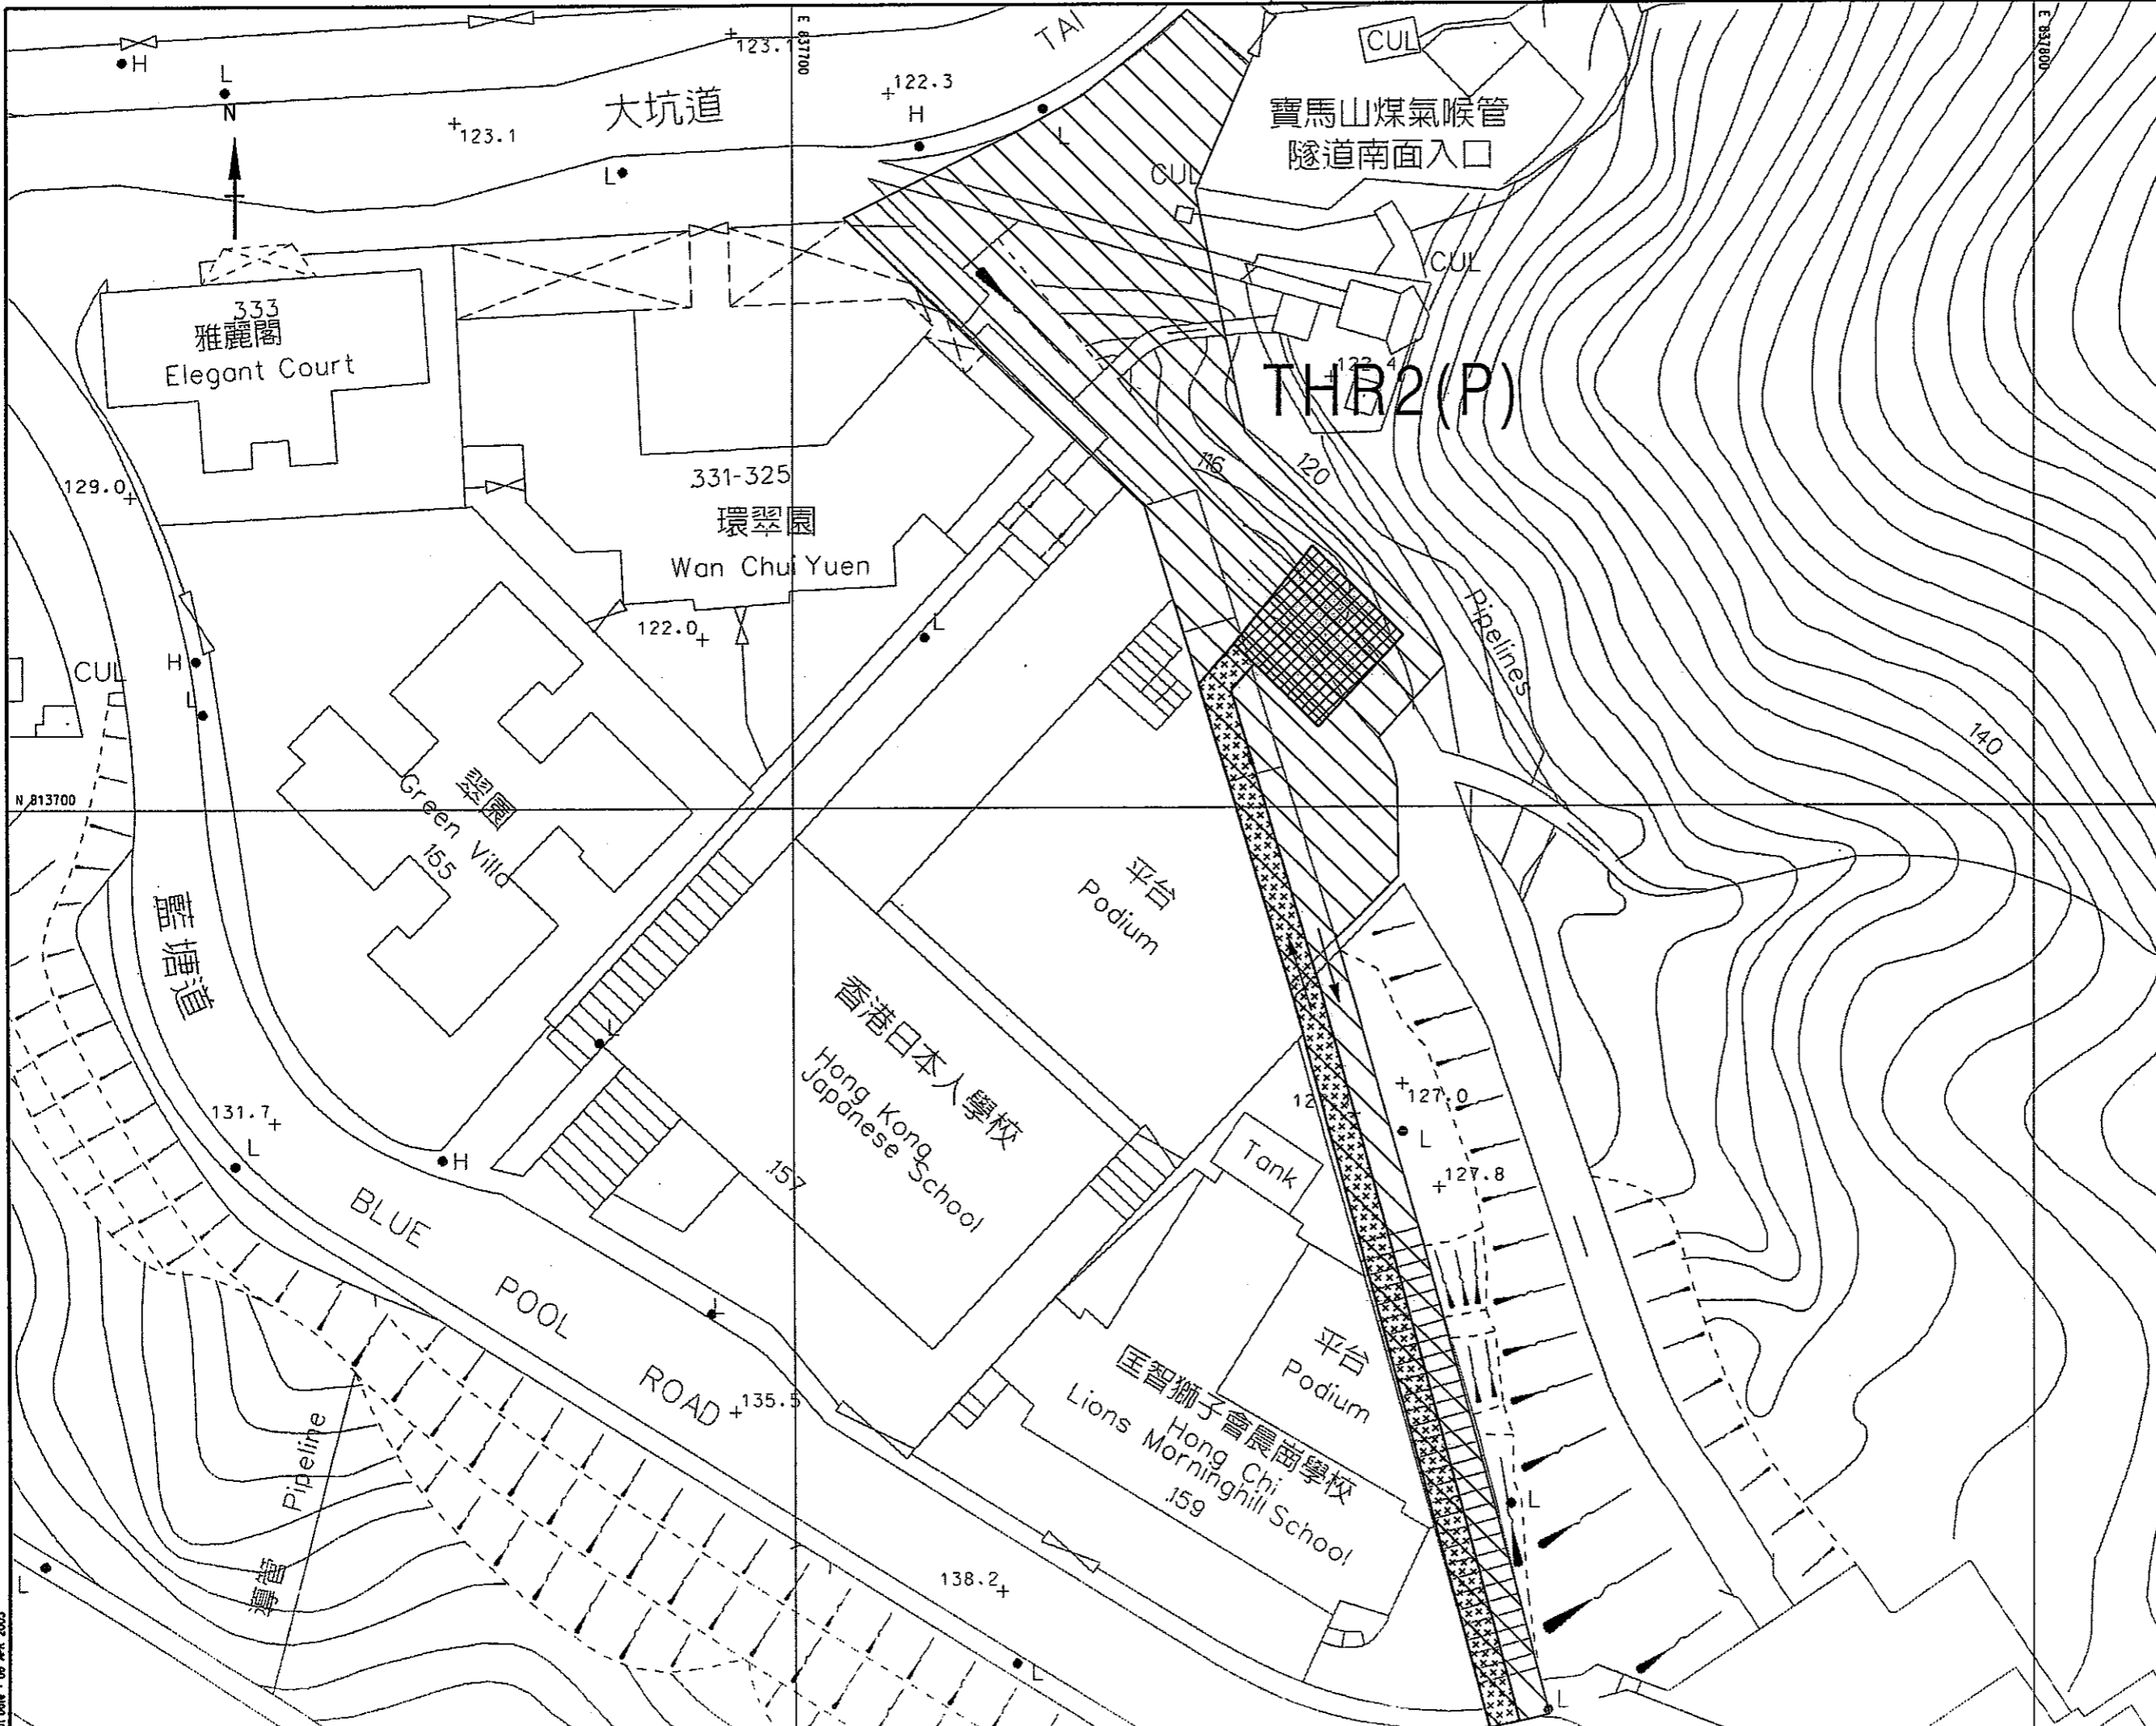 E 837700
E 837800
TAI
CUL
H
L
N
123.1
大坑道
122.3
H
L
123.1
L
寶馬山煤氣喉管
隧道南面入口
CUL
CUL
333
雅麗閣
Elegant Court
122.4
THR2(P)
331-325
環翠園
Wan Chui Yuen
116
120
129.0
122.0
L
Pipelines
CUL
H
L
140
N 813700
翠園
Green Villa
155
平台
Podium
藍塘道
香港日本人學校
Hong Kong
Japanese School
157
L
131.7
L
H
127.0
L
127.8
Tank
BLUE
POOL
ROAD
135.5
L
平台
Podium
匡智獅子會晨崗學校
Hong Chi
Lions Morninghill School
159
L
Pipeline
導管
138.2
L
L
L